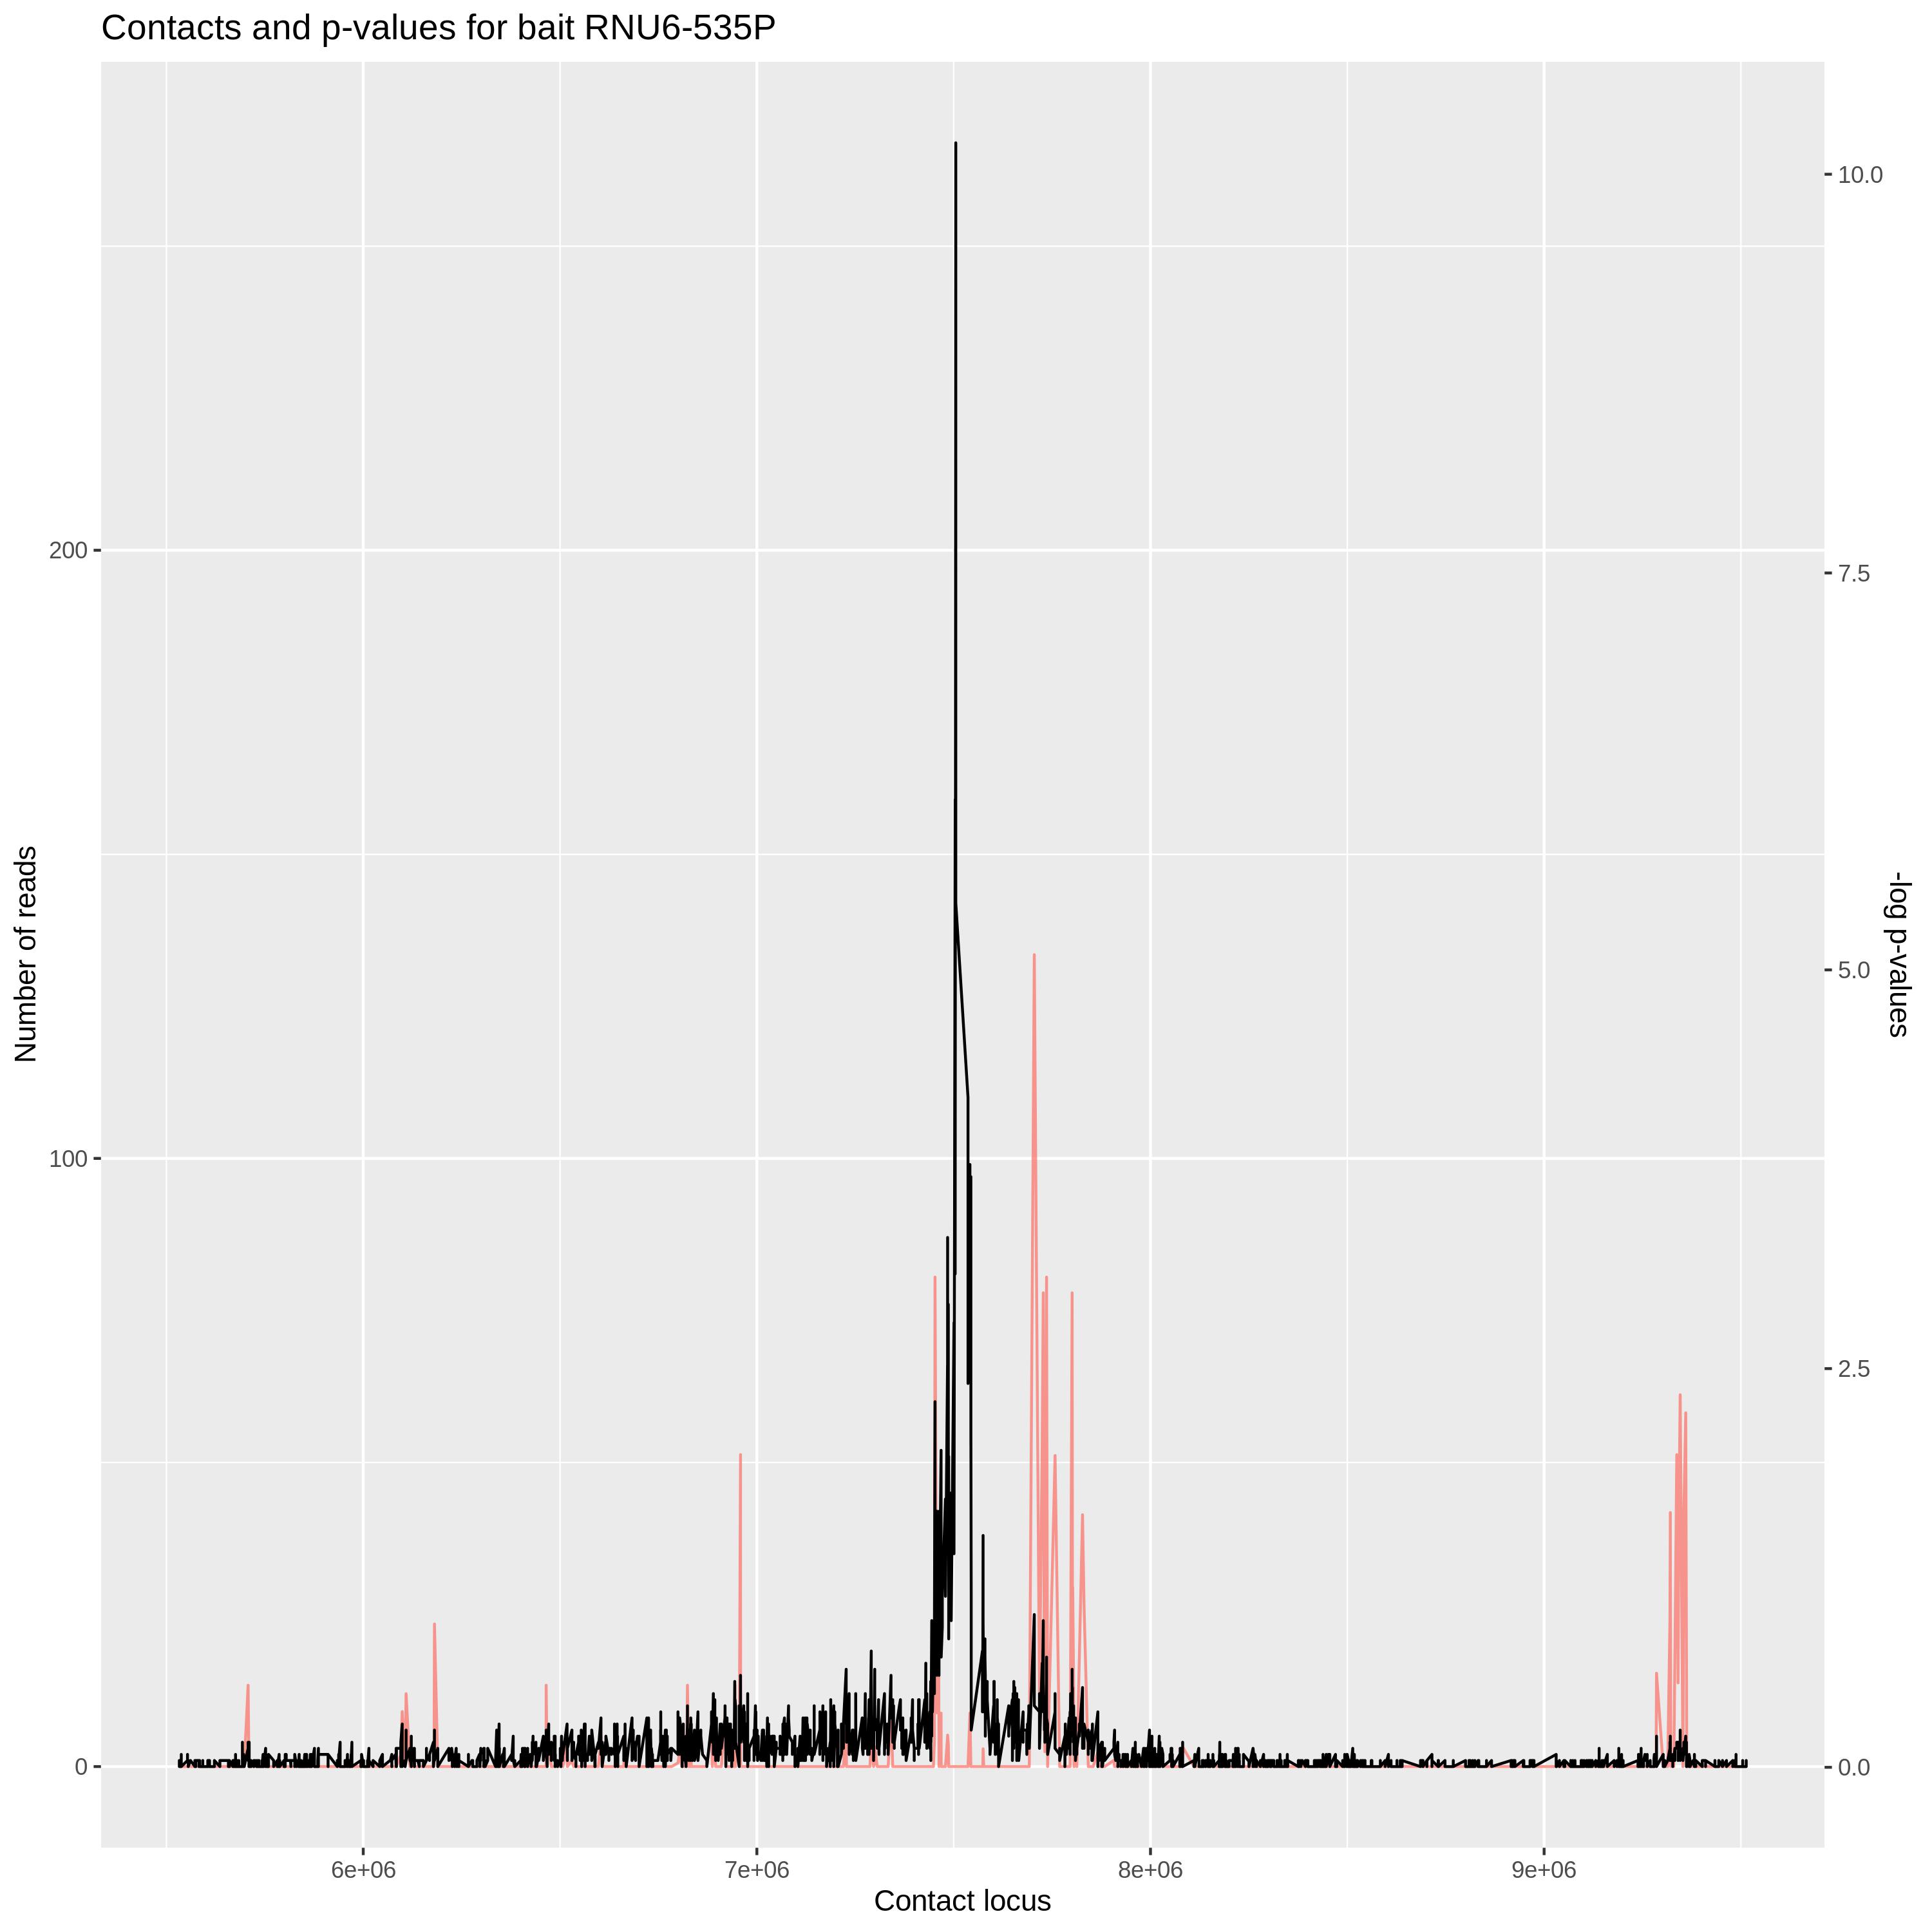 Contacts and p-values for bait RNU6-535P
10.0
200
7.5
Number of reads
-log p-values
5.0
100
2.5
0
0.0
6e+06
7e+06
8e+06
9e+06
Contact locus